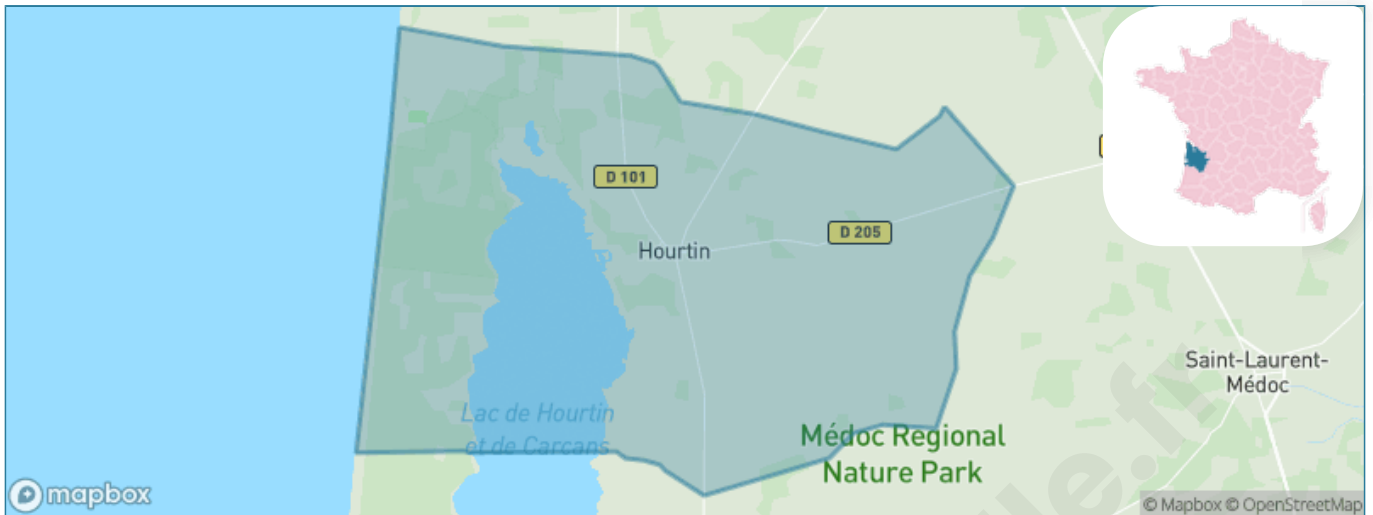 D 101
D 205
Hourtin
Saint-Laurent-
Médoc
Lac de Hourtin
et de Carcans
Médoc Regional
Nature Park
mapbox
© Mapbox © OpenStreetMap